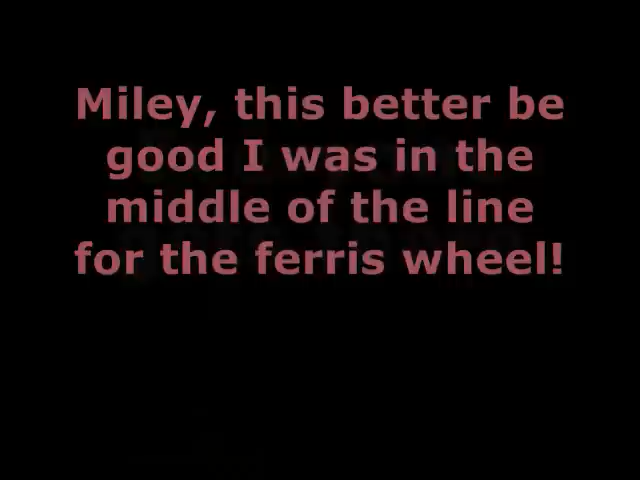 Miley, this better be
good I was in the
middle of the line
for the ferris wheel!